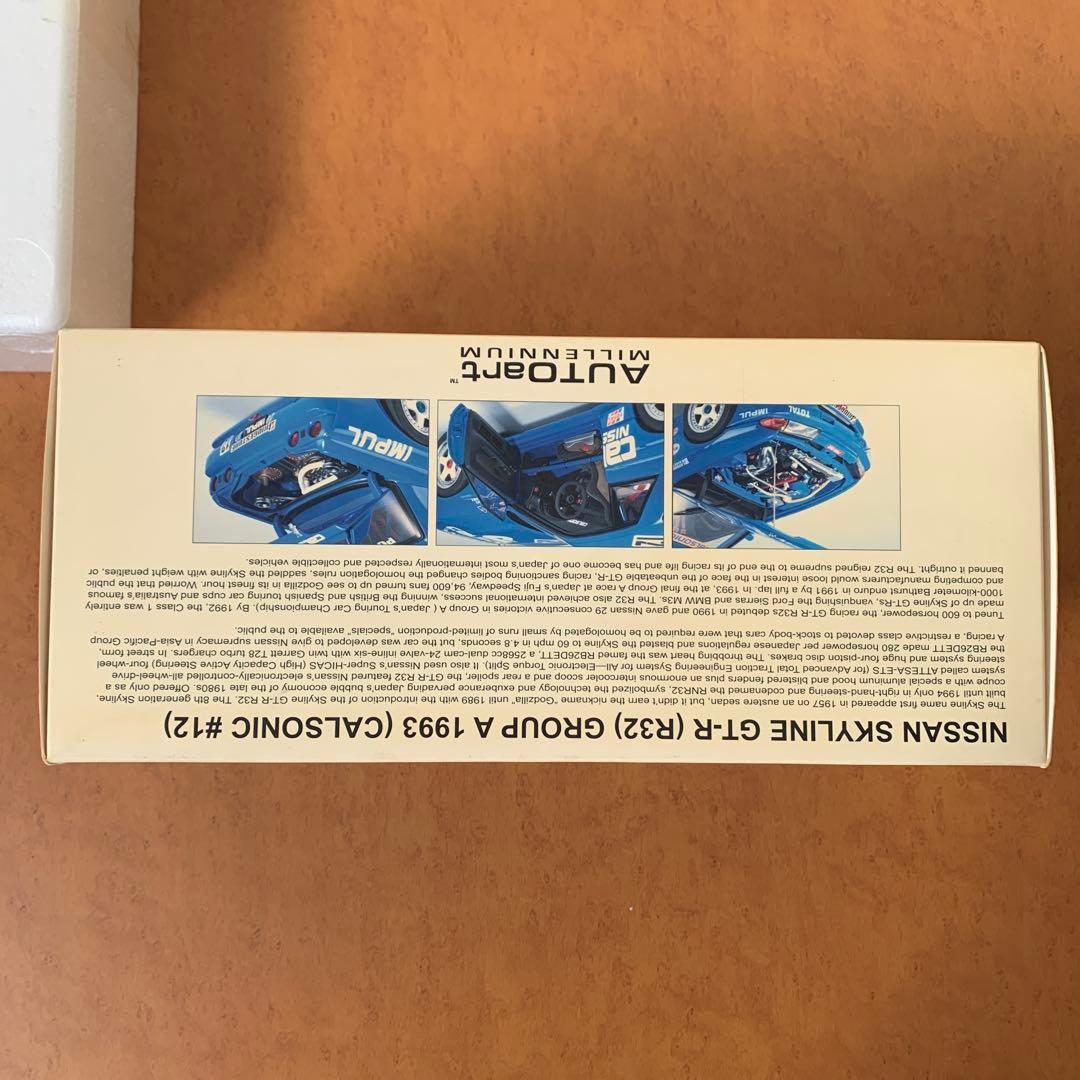 NISSAN SKYLINE GT-R (R32) GROUP A 1993 (CALSONIC #12)
The Skyline name first appeared in 1957 on an austere sedan, but it didn't earn the nickname "Godzilla" until 1989 with the introduction of the Skyline GT-R R32. The 8th generation Skyline,
built until 1994 only in right-hand-steering and codenamed the RNR32, symbolized the technology and exuberance pervading Japan's bubble economy of the late 1980s. Offered only as a
coupe with a special aluminum hood and blistered fenders plus an enormous intercooler scoop and a rear spoiler, the GT-R R32 featured Nissan's electronically-controlled all-wheel-drive
system called ATTESA-ETS (for Advanced Total Traction Engineering System for All—Electronic Torque Split). It also used Nissan's Super-HICAS (High Capacity Active Steering) four-wheel
steering system and huge four-piston disc brakes. The throbbing heart was the famed RB26DETT, a 2568cc dual-cam 24-valve inline-six with twin Garrett T28 turbo chargers. In street form,
the RB26DETT made 280 horsepower per Japanese regulations and blasted the Skyline to 60 mph in 4.8 seconds, but the car was developed to give Nissan supremacy in Asia-Pacific Group
A racing, a restrictive class devoted to stock-body cars that were required to be homologated by small runs of limited-production "specials" available to the public.
Tuned to 600 horsepower, the racing GT-R R32s debuted in 1990 and gave Nissan 29 consecutive victories in Group A ( Japan's Touring Car Championship). By 1992, the Class 1 was entirely
made up of Skyline GT-Rs, vanquishing the Ford Sierras and BMW M3s. The R32 also achieved international success, winning the British and Spanish touring car cups and Australia's famous
1000-kilometer Bathurst enduro in 1991 by a full lap. In 1993, at the final Group A race at Japan's Fuji Speedway, 54,600 fans turned up to see Godzilla in its finest hour. Worried that the public
and competing manufacturers would loose interest in the face of the unbeatable GT-R, racing sanctioning bodies changed the homologation rules, saddled the Skyline with weight penalties, or
banned it outright. The R32 reigned supreme to the end of its racing life and has become one of Japan's most internationally respected and collectible vehicles.
TOTAL
IMPUL
Ca
NISS
IMPUL
IMPUL
AUTOart™
MILLENNIUM